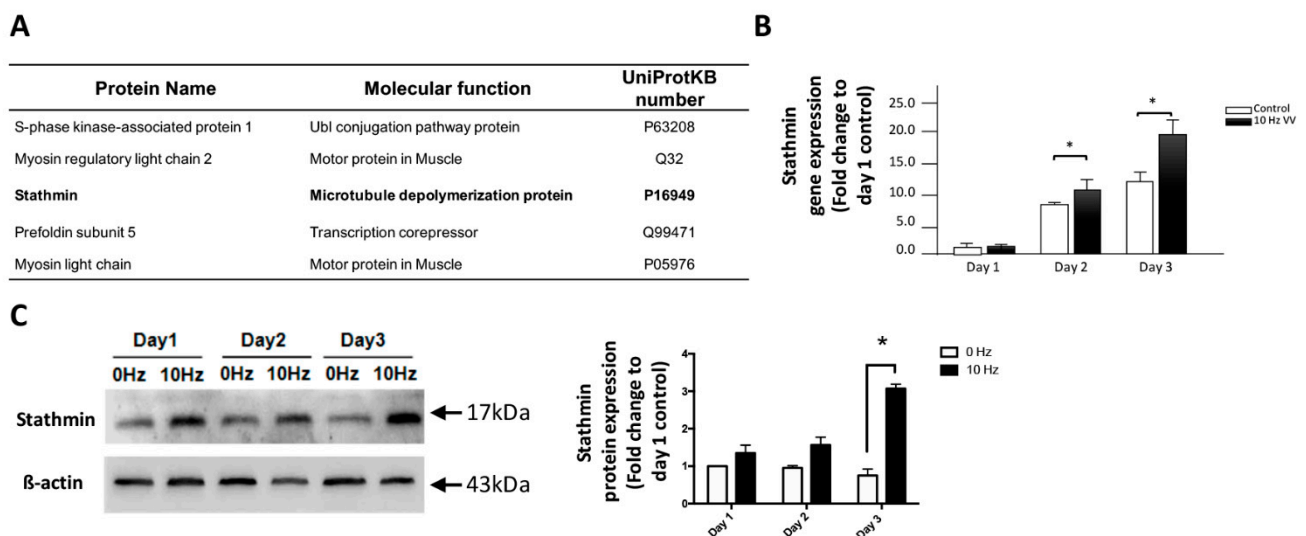 A
Protein Name Molecular function UniProtKB
number
S-phase kinase-associated protein 1 Ubl conjugation pathway protein P63208
Myosin regulatory light chain 2 Motor protein in Muscle Q32
Stathmin Microtubule depolymerization protein P16949
Prefoldin subunit 5 Transcription corepressor Q99471
Myosin light chain Motor protein in Muscle P05976
B
Stathmin
gene expression
(Fold change to
day 1 control)
25.0
20.0
15.0
10.0
5.0
0.0
*
*
Day 1 Day 2 Day 3
Control
10 Hz VV
C
Day1 Day2 Day3
0Hz 10Hz 0Hz 10Hz 0Hz 10Hz
Stathmin 17kDa
ß-actin 43kDa
Stathmin
protein expression
(Fold change to
day 1 control)
4
3
2
1
0
*
Day 1 Day 2 Day 3
0 Hz
10 Hz